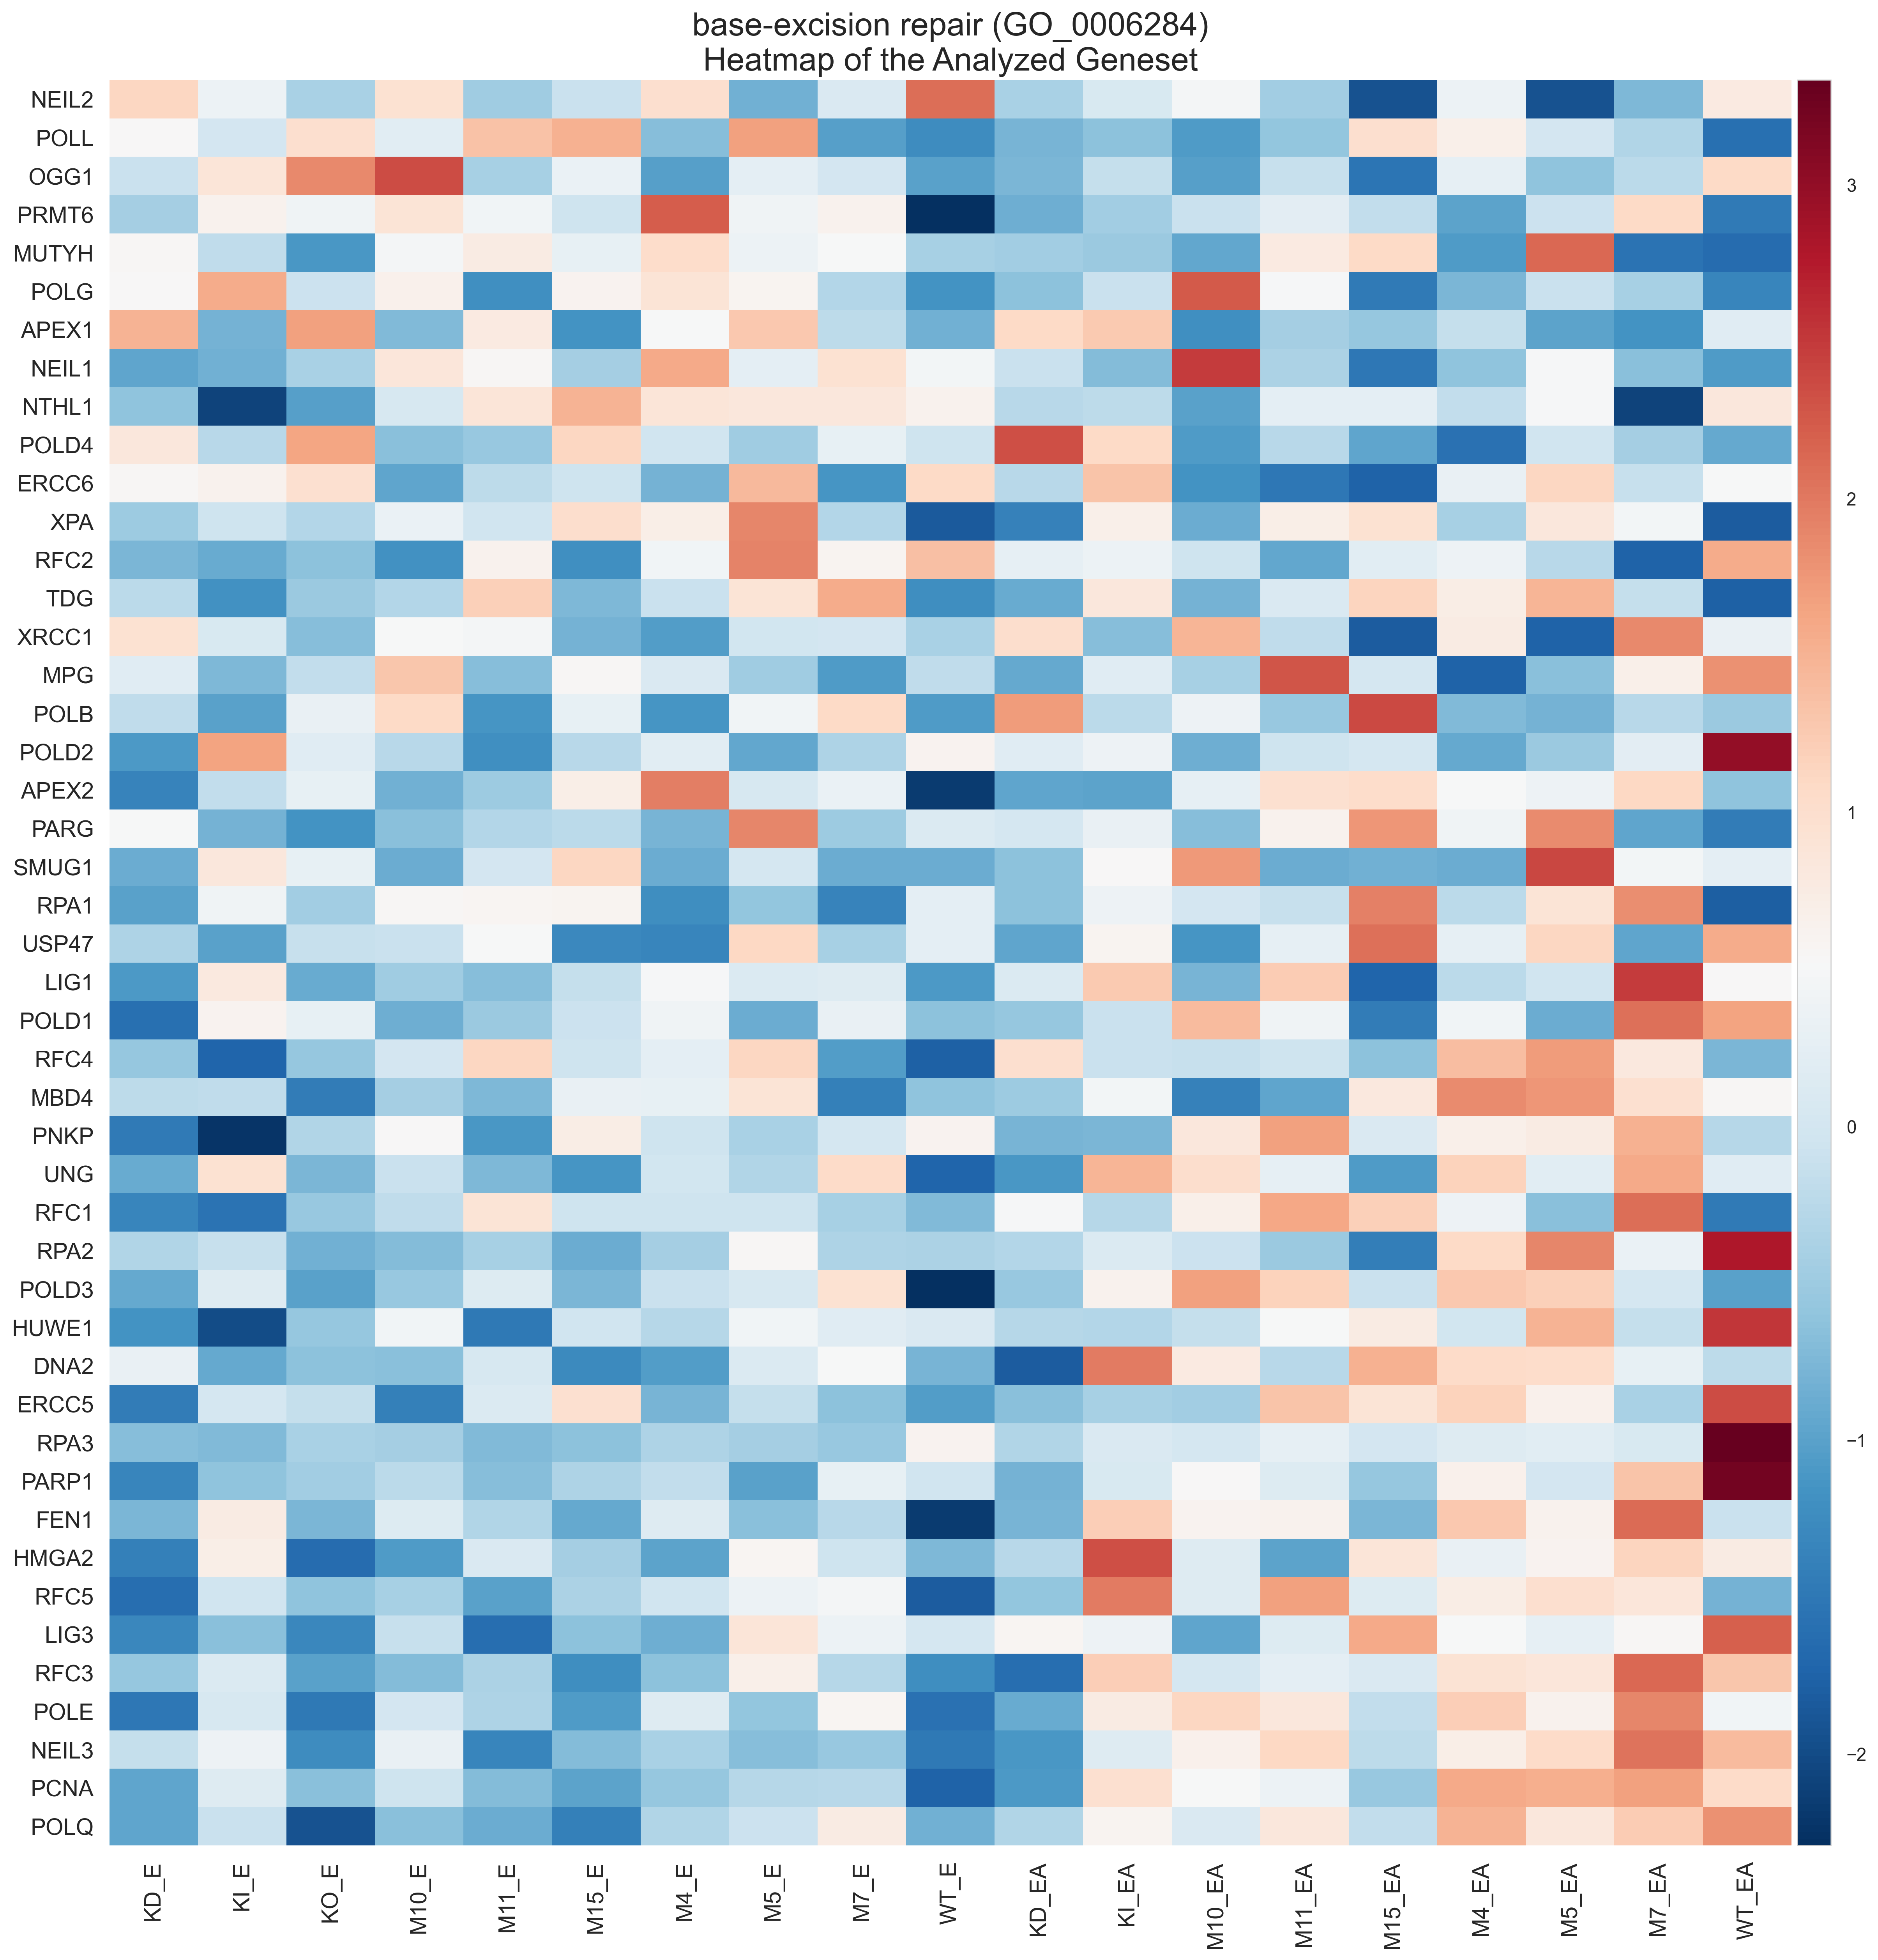 base-excision repair (GO_0006284)
Heatmap of the Analyzed Geneset
NEIL2
POLL
OGG1
PRMT6
MUTYH
POLG
APEX1
NEIL1
NTHL1
POLD4
ERCC6
XPA
RFC2
TDG
XRCC1
MPG
POLB
POLD2
APEX2
PARG
SMUG1
RPA1
USP47
LIG1
POLD1
RFC4
MBD4
PNKP
UNG
RFC1
RPA2
POLD3
HUWE1
DNA2
ERCC5
RPA3
PARP1
FEN1
HMGA2
RFC5
LIG3
RFC3
POLE
NEIL3
PCNA
POLQ
3
2
1
0
−1
−2
KD_E
KI_E
KO_E
M10_E
M11_E
M15_E
M4_E
M5_E
M7_E
WT_E
KD_EA
KI_EA
M10_EA
M11_EA
M15_EA
M4_EA
M5_EA
M7_EA
WT_EA